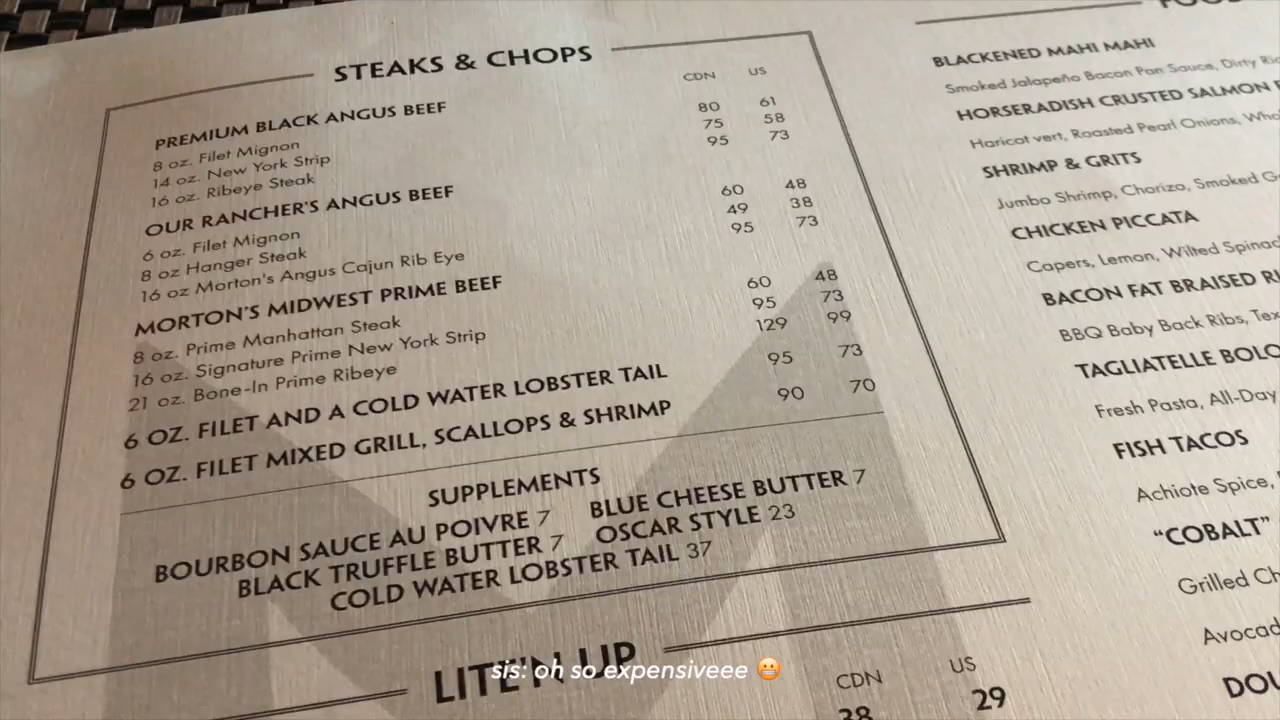 STEAKS & CHOPS
CDN US
PREMIUM BLACK ANGUS BEEF
8 oz. Filet Mignon 80 61
14 oz. New York Strip 75 58
16 oz. Ribeye Steak 95 73
OUR RANCHER'S ANGUS BEEF
6 oz. Filet Mignon 60 48
8 oz Hanger Steak 49 38
16 oz Morton's Angus Cajun Rib Eye 95 73
MORTON'S MIDWEST PRIME BEEF
8 oz. Prime Manhattan Steak 60 48
16 oz. Signature Prime New York Strip 95 73
21 oz. Bone-In Prime Ribeye 129 99
6 OZ. FILET AND A COLD WATER LOBSTER TAIL 95 73
6 OZ. FILET MIXED GRILL, SCALLOPS & SHRIMP 90 70
SUPPLEMENTS
BOURBON SAUCE AU POIVRE 7 BLUE CHEESE BUTTER 7
BLACK TRUFFLE BUTTER 7 OSCAR STYLE 23
COLD WATER LOBSTER TAIL 37
LITE'N UP
CDN US
38 29
BLACKENED MAHI MAHI
Smoked Jalapeño Bacon Pan Sauce, Dirty
HORSERADISH CRUSTED SALMON
Haricot vert, Roasted Pearl Onions,
SHRIMP & GRITS
Jumbo Shrimp, Chorizo, Smoked
CHICKEN PICCATA
Capers, Lemon, Wilted
BACON FAT BRAISED
BBQ Baby Back Ribs,
TAGLIATELLE
Fresh Pasta, All-Day
FISH TACOS
Achiote Spice,
"COBALT"
Grilled
sis: oh so expensiveee 😬